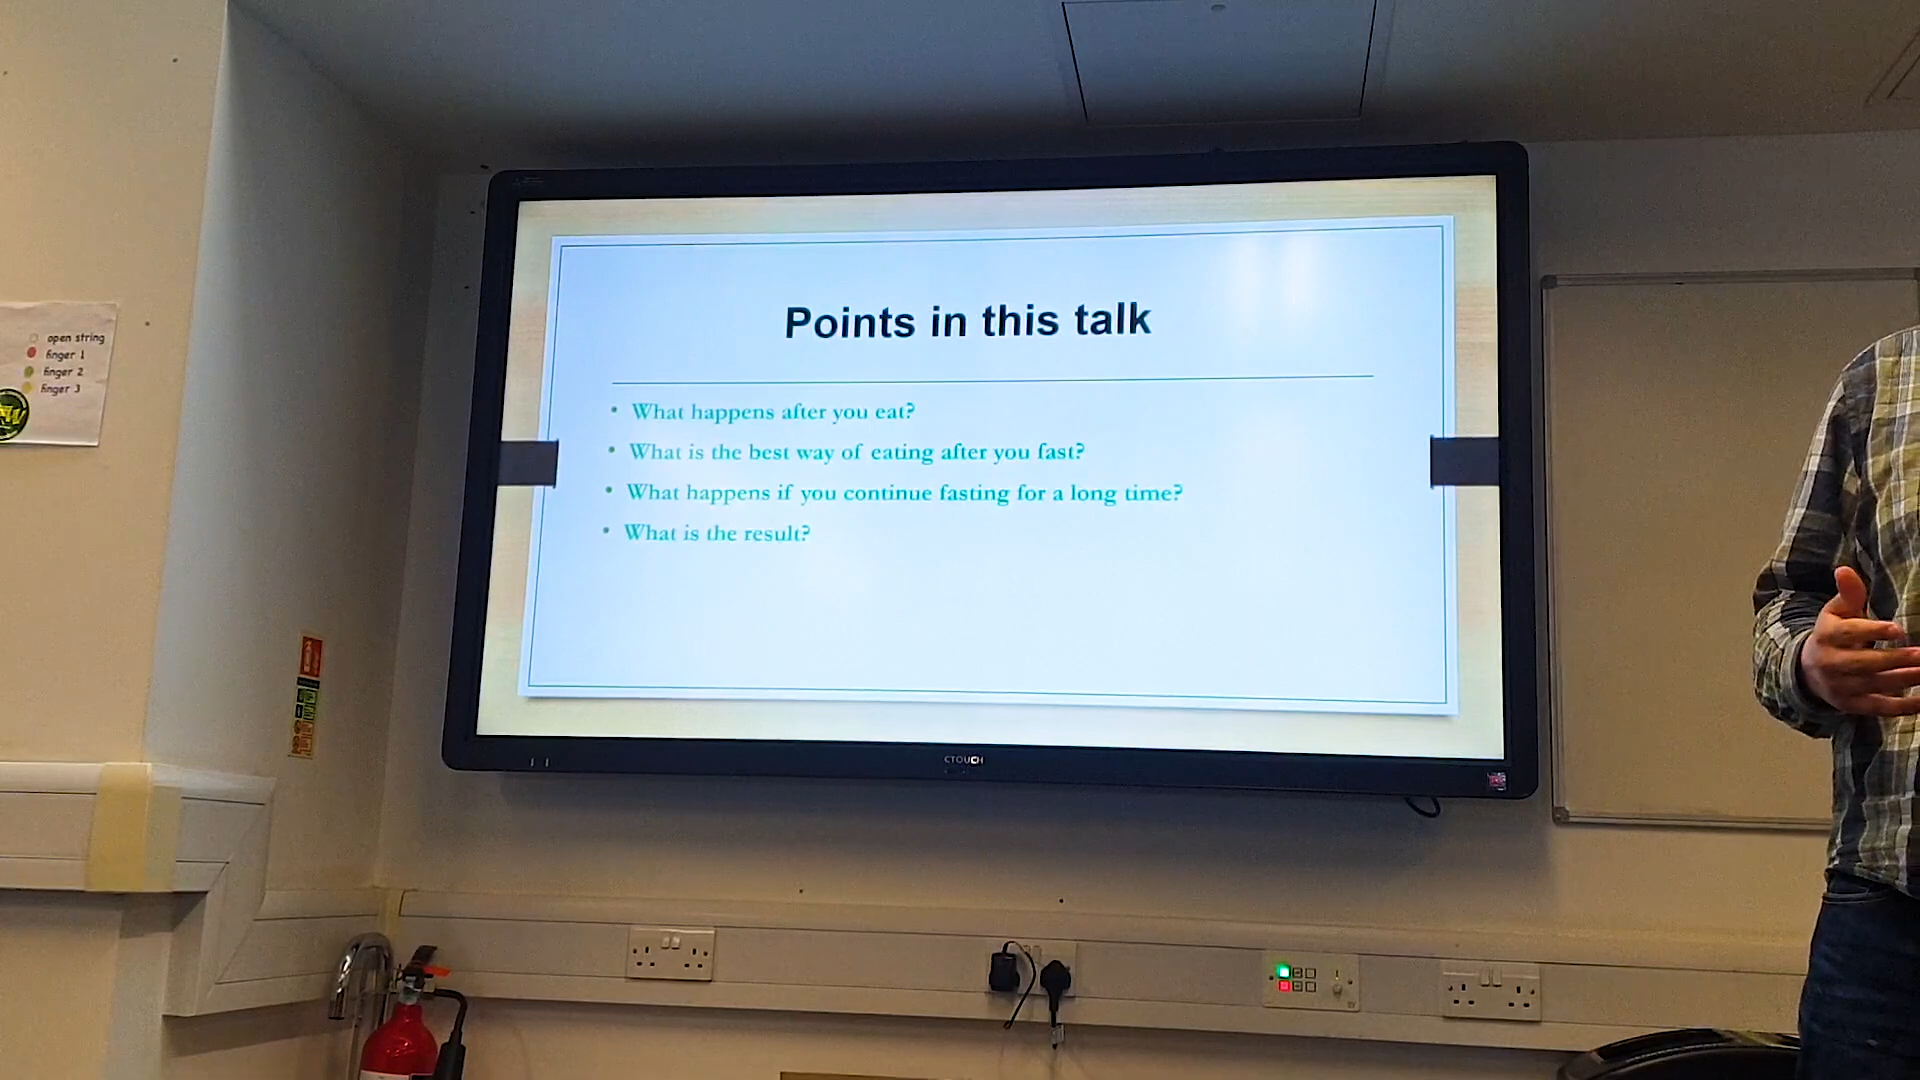 open string
finger 1
finger 2
finger 3
Points in this talk
• What happens after you eat?
• What is the best way of eating after you fast?
• What happens if you continue fasting for a long time?
• What is the result?
CTOUCH